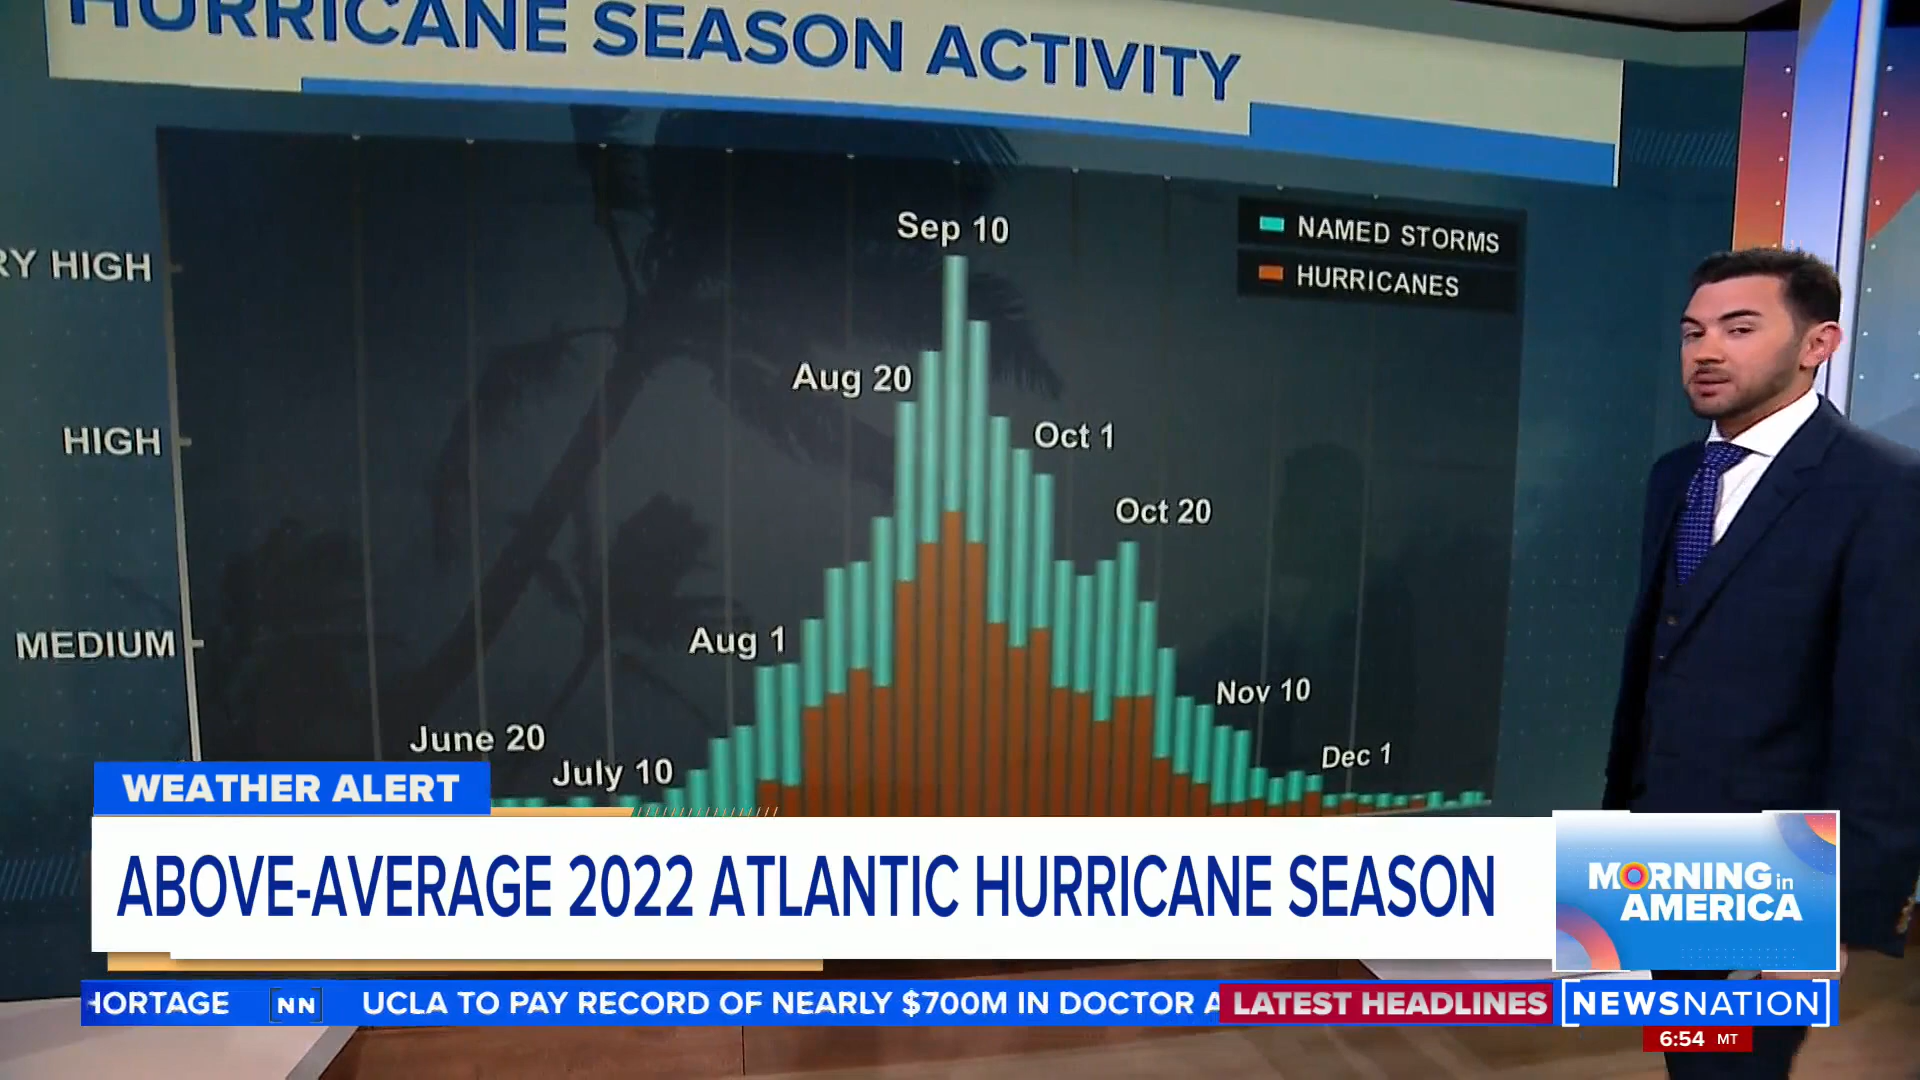 HURRICANE SEASON ACTIVITY
Sep 10
NAMED STORMS
HURRICANES
HIGH
Aug 20
HIGH
Oct 1
Oct 20
MEDIUM
Aug 1
Nov 10
June 20
July 10
Dec 1
WEATHER ALERT
ABOVE-AVERAGE 2022 ATLANTIC HURRICANE SEASON
MORNING in
AMERICA
HORTAGE NN UCLA TO PAY RECORD OF NEARLY $700M IN DOCTOR A LATEST HEADLINES NEWSNATION
6:54 MT